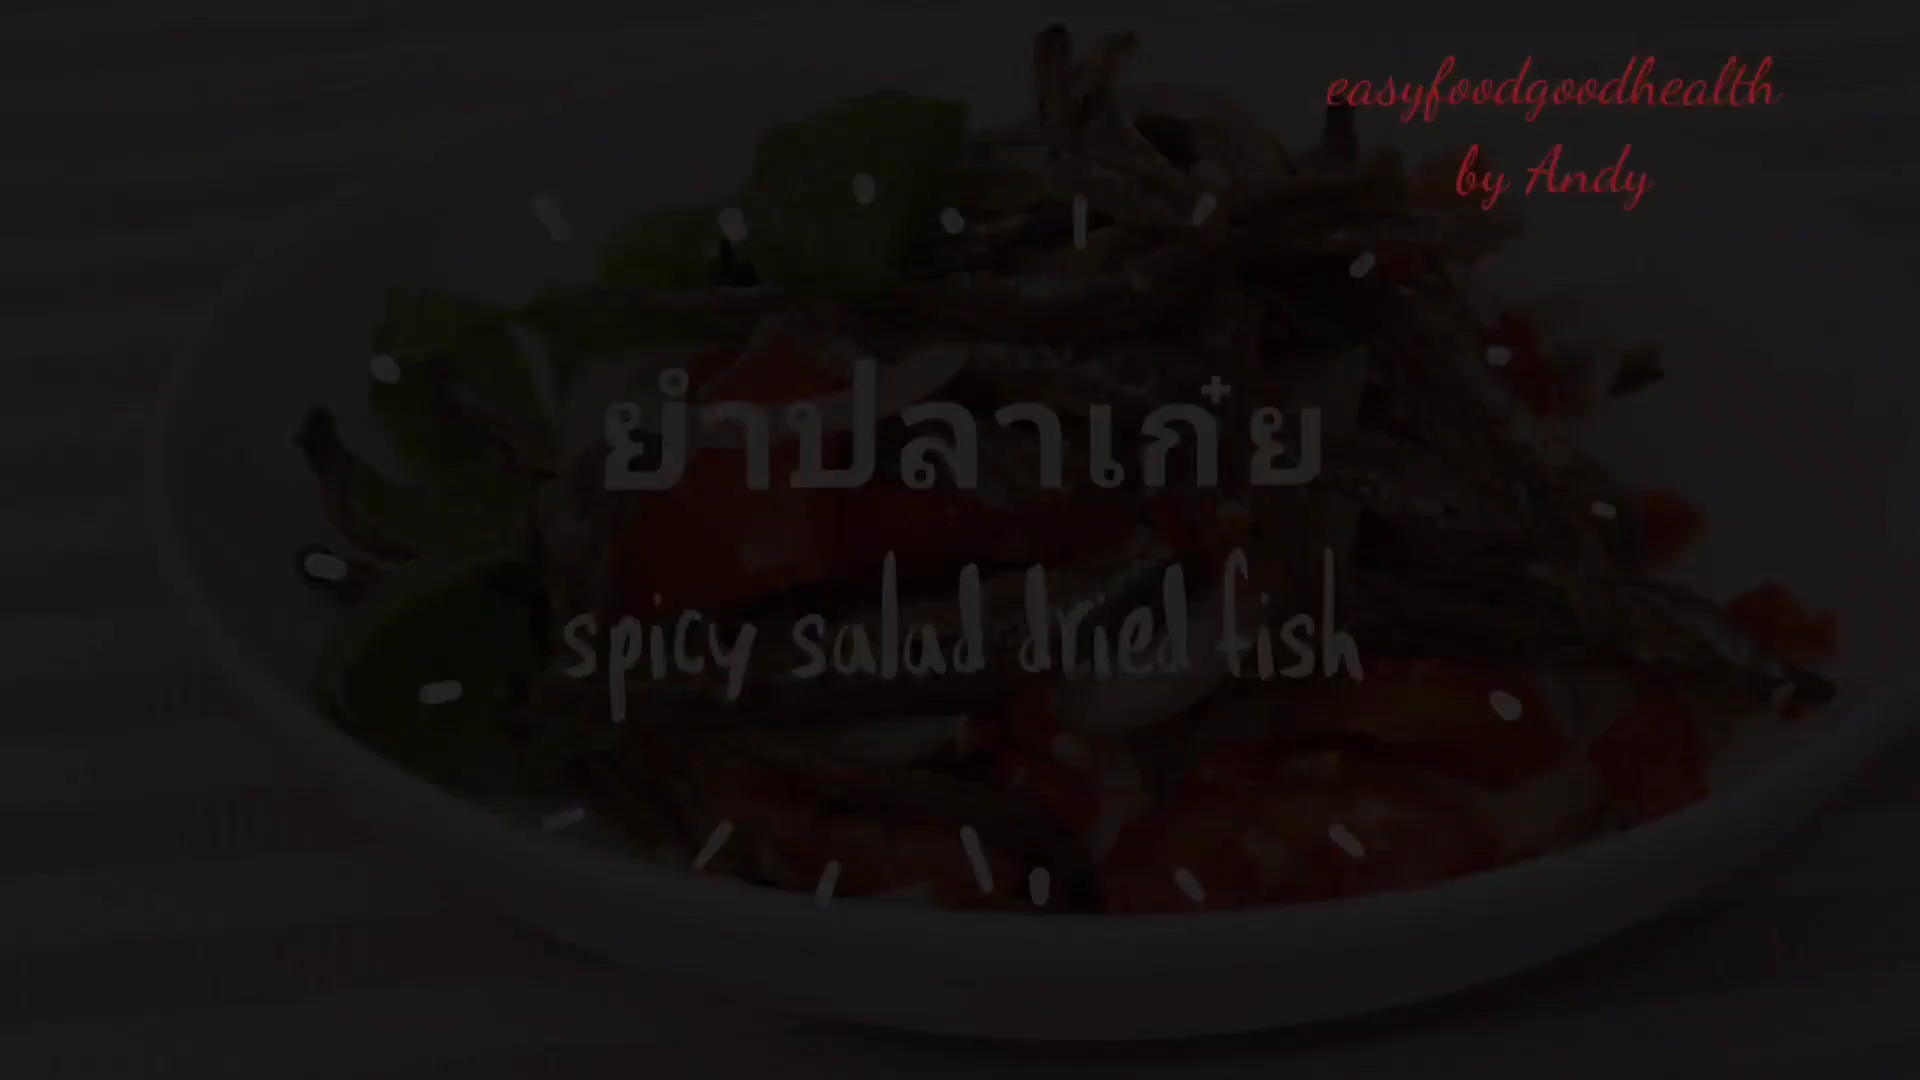 easyfoodgoodhealth
by Andy
ยำปลาเก๋ย
spicy salad dried fish